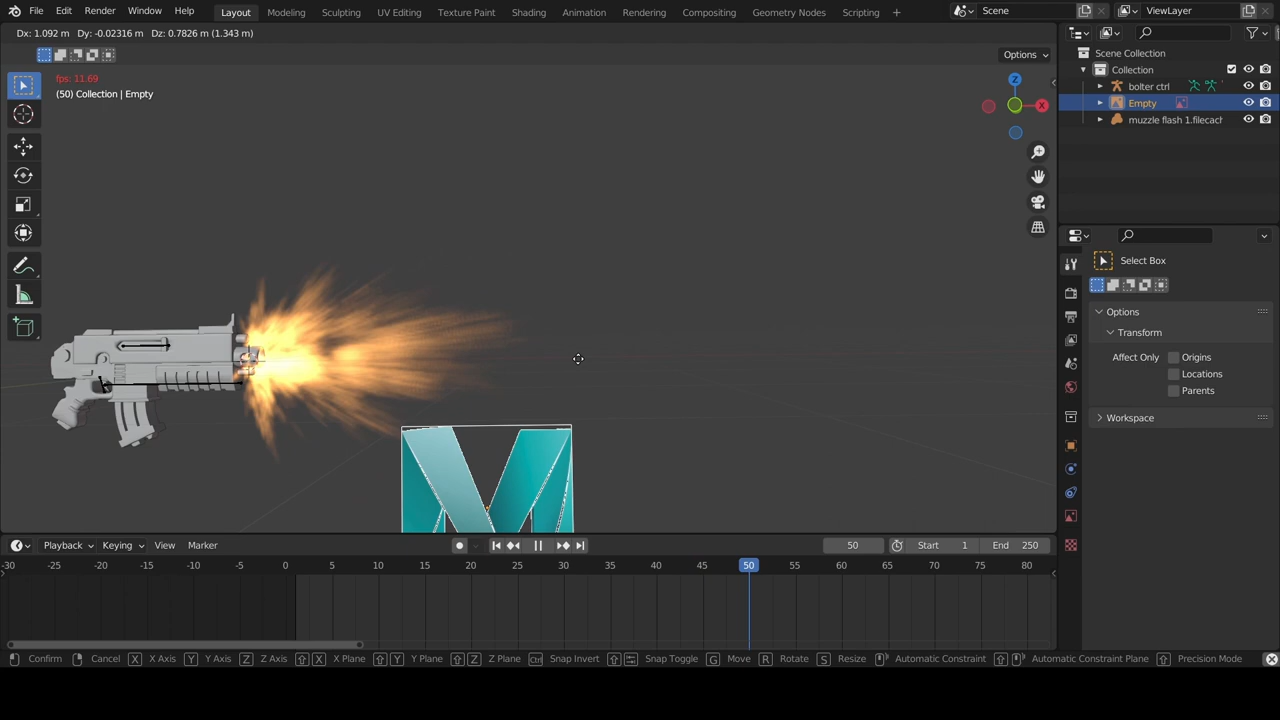 File Edit Render Window Help Layout Modeling Sculpting UV Editing Texture Paint Shading Animation Rendering Compositing Geometry Nodes Scripting + Scene ViewLayer
Dx: 1.092 m Dy: -0.02316 m Dz: 0.7826 m (1.343 m)
Options
fps: 11.69
(50) Collection | Empty
Z
X
Scene Collection
Collection
bolter ctrl
Empty
muzzle flash 1.filecach
Select Box
Options
Transform
Affect Only Origins
Locations
Parents
Workspace
Playback Keying View Marker 50 Start 1 End 250
-30 -25 -20 -15 -10 -5 0 5 10 15 20 25 30 35 40 45 50 55 60 65 70 75 80
Confirm Cancel X X Axis Y Y Axis Z Z Axis X X Plane Y Y Plane Z Z Plane Ctrl Snap Invert Snap Toggle G Move R Rotate S Resize Automatic Constraint Automatic Constraint Plane Precision Mode